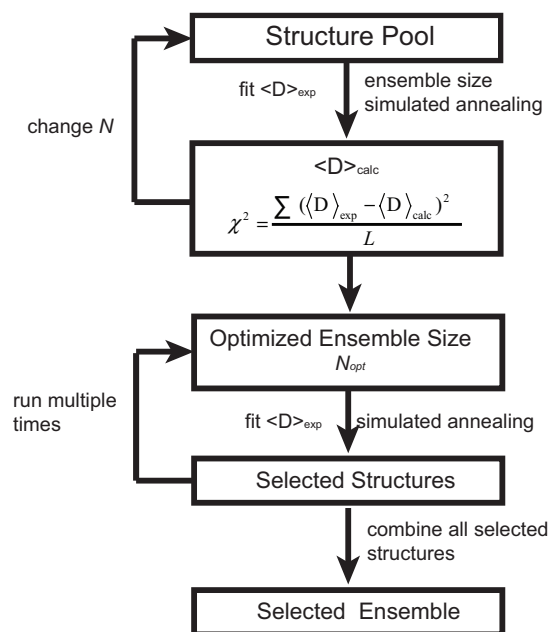 Structure Pool
fit <D>exp
ensemble size
simulated annealing
change N
<D>calc
χ² = ∑ (⟨D⟩exp − ⟨D⟩calc)² / L
Optimized Ensemble Size
Nopt
run multiple
times
fit <D>exp
simulated annealing
Selected Structures
combine all selected
structures
Selected Ensemble